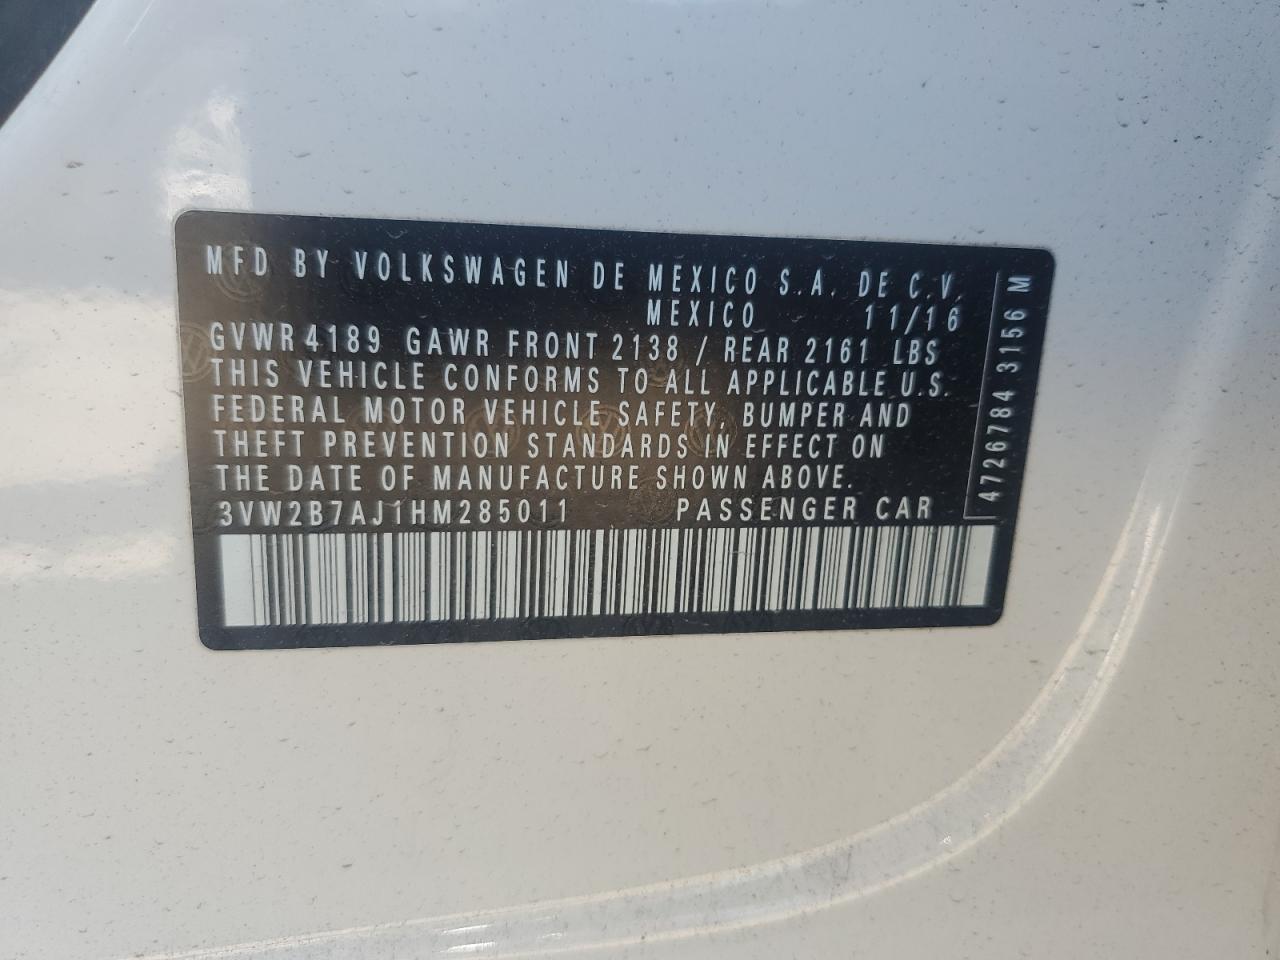 MFD BY VOLKSWAGEN DE MEXICO S.A. DE C.V.
MEXICO 11/16
GVWR 4189 GAWR FRONT 2138 / REAR 2161 LBS
THIS VEHICLE CONFORMS TO ALL APPLICABLE U.S.
FEDERAL MOTOR VEHICLE SAFETY, BUMPER AND
THEFT PREVENTION STANDARDS IN EFFECT ON
THE DATE OF MANUFACTURE SHOWN ABOVE.
3VW2B7AJ1HM285011 PASSENGER CAR
4726784 3156 M